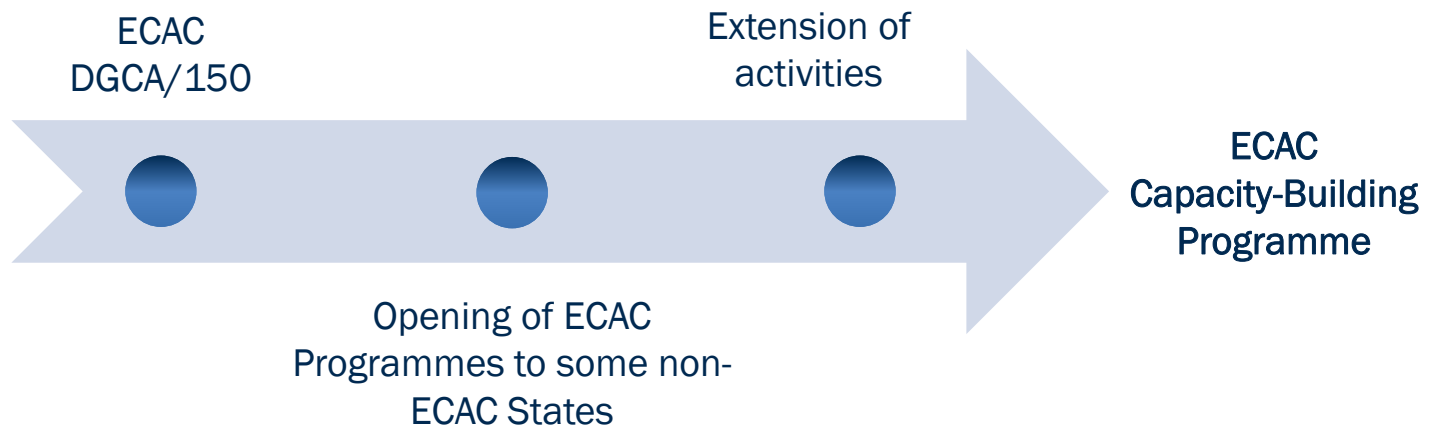 ECAC
DGCA/150
Opening of ECAC
Programmes to some non-
ECAC States
Extension of
activities
ECAC
Capacity-Building
Programme